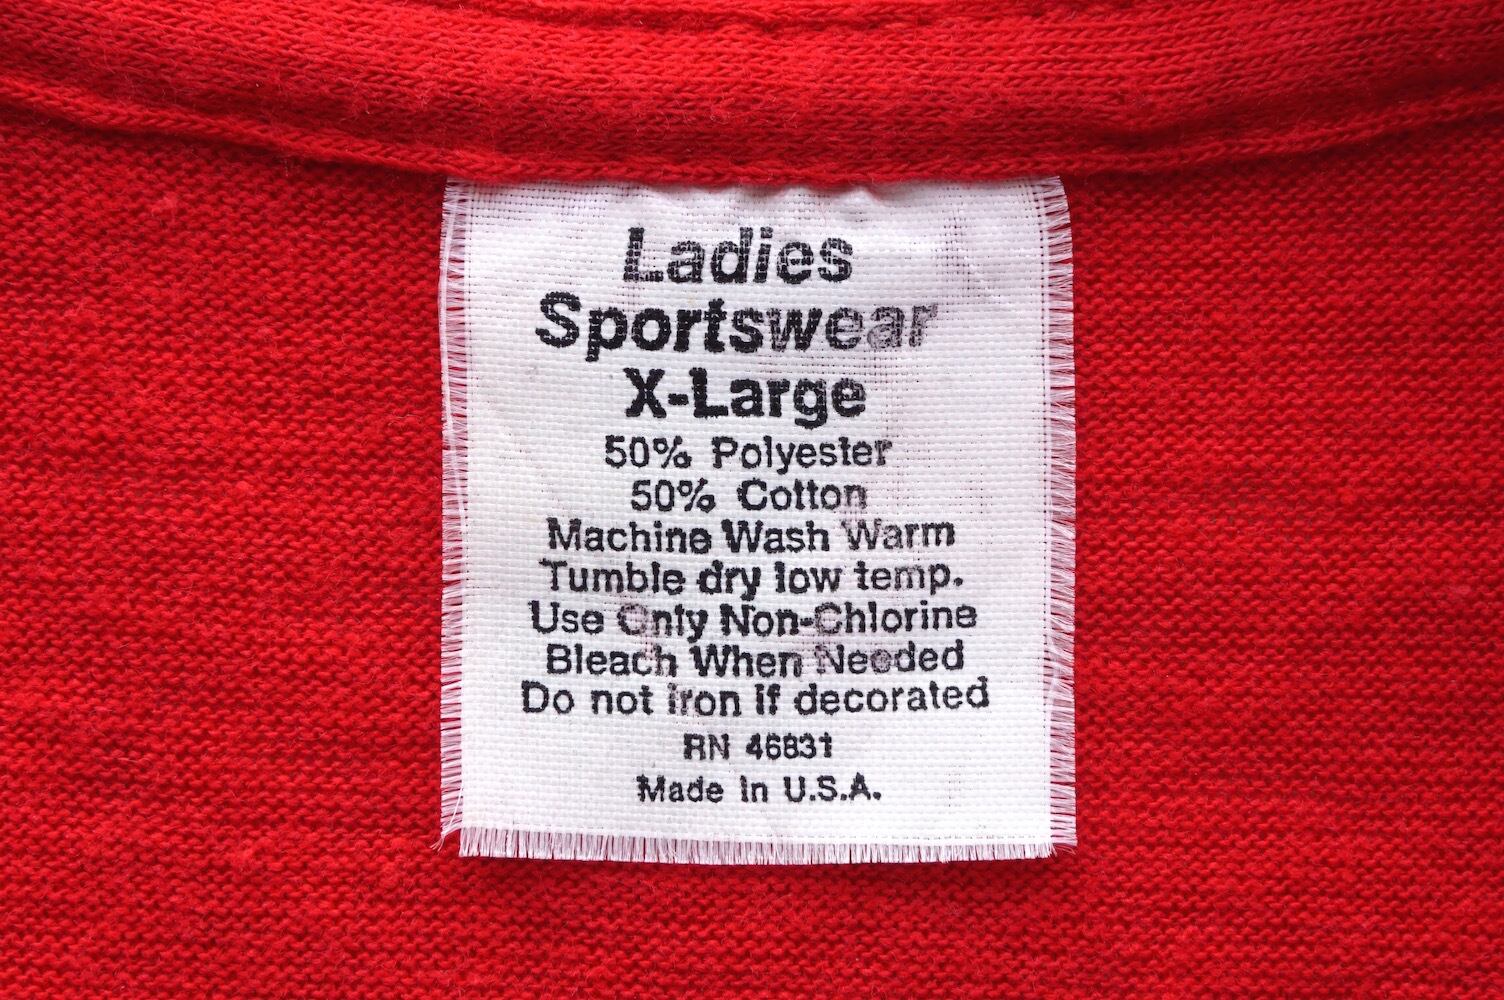 Ladies
Sportswear
X-Large
50% Polyester
50% Cotton
Machine Wash Warm
Tumble dry low temp.
Use Only Non-Chlorine
Bleach When Needed
Do not iron if decorated
RN 46831
Made in U.S.A.